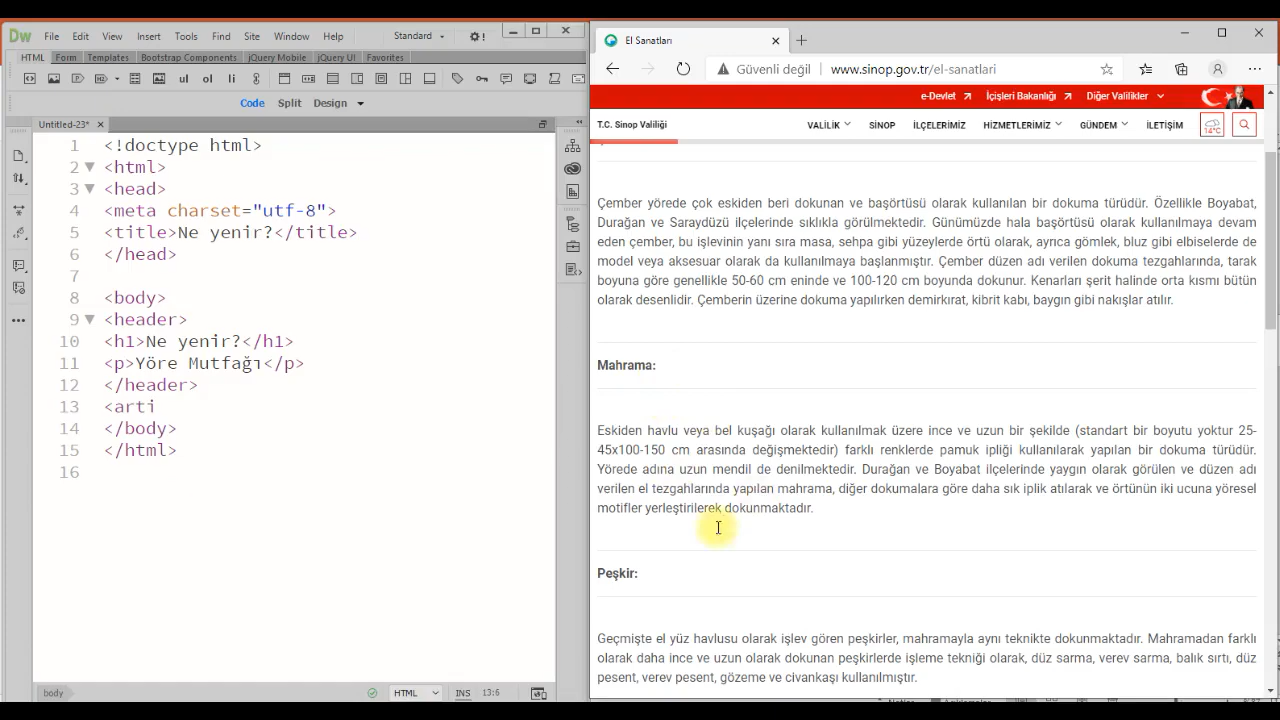 Dw File Edit View Insert Tools Find Site Window Help Standard
HTML Form Templates Bootstrap Components jQuery Mobile jQuery UI Favorites
ul ol li
Code Split Design
Untitled-23* ×
1 <!doctype html>
2 <html>
3 <head>
4 <meta charset="utf-8">
5 <title>Ne yenir?</title>
6 </head>
7
8 <body>
9 <header>
10 <h1>Ne yenir?</h1>
11 <p>Yöre Mutfağı</p>
12 </header>
13 <arti
14 </body>
15 </html>
16
body HTML INS 13:6
El Sanatları
Güvenli değil www.sinop.gov.tr/el-sanatlari
e-Devlet İçişleri Bakanlığı Diğer Valilikler
T.C. Sinop Valiliği VALİLİK SİNOP İLÇELERİMİZ HİZMETLERİMİZ GÜNDEM İLETİŞİM 14°C
Çember yörede çok eskiden beri dokunan ve başörtüsü olarak kullanılan bir dokuma türüdür. Özellikle Boyabat,
Durağan ve Saraydüzü ilçelerinde sıklıkla görülmektedir. Günümüzde hala başörtüsü olarak kullanılmaya devam
eden çember, bu işlevinin yanı sıra masa, sehpa gibi yüzeylerde örtü olarak, ayrıca gömlek, bluz gibi elbiselerde de
model veya aksesuar olarak da kullanılmaya başlanmıştır. Çember düzen adı verilen dokuma tezgahlarında, tarak
boyuna göre genellikle 50-60 cm eninde ve 100-120 cm boyunda dokunur. Kenarları şerit halinde orta kısmı bütün
olarak desenlidir. Çemberin üzerine dokuma yapılırken demirkırat, kibrit kabı, baygın gibi nakışlar atılır.
Mahrama:
Eskiden havlu veya bel kuşağı olarak kullanılmak üzere ince ve uzun bir şekilde (standart bir boyutu yoktur 25-
45x100-150 cm arasında değişmektedir) farklı renklerde pamuk ipliği kullanılarak yapılan bir dokuma türüdür.
Yörede adına uzun mendil de denilmektedir. Durağan ve Boyabat ilçelerinde yaygın olarak görülen ve düzen adı
verilen el tezgahlarında yapılan mahrama, diğer dokumalara göre daha sık iplik atılarak ve örtünün iki ucuna yöresel
motifler yerleştirilerek dokunmaktadır.
Peşkir:
Geçmişte el yüz havlusu olarak işlev gören peşkirler, mahramayla aynı teknikte dokunmaktadır. Mahramadan farklı
olarak daha ince ve uzun olarak dokunan peşkirlerde işleme tekniği olarak, düz sarma, verev sarma, balık sırtı, düz
pesent, verev pesent, gözeme ve civankaşı kullanılmıştır.